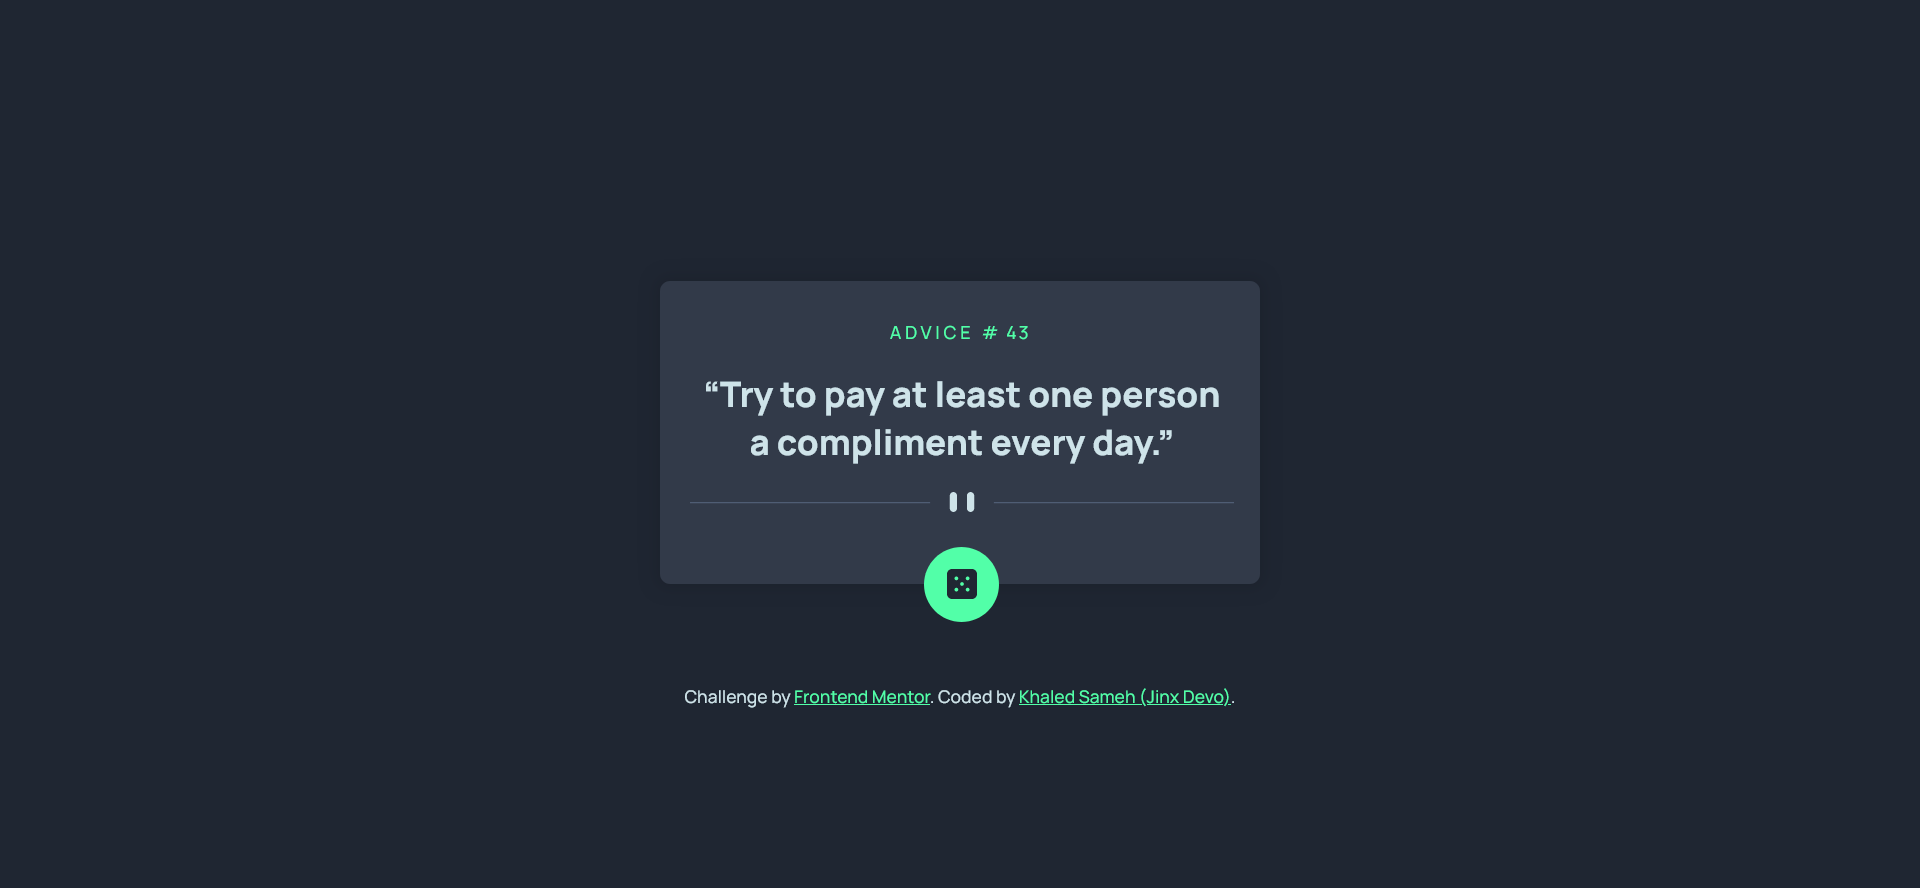 ADVICE # 43
“Try to pay at least one person
a compliment every day.”
Challenge by Frontend Mentor. Coded by Khaled Sameh (Jinx Devo).